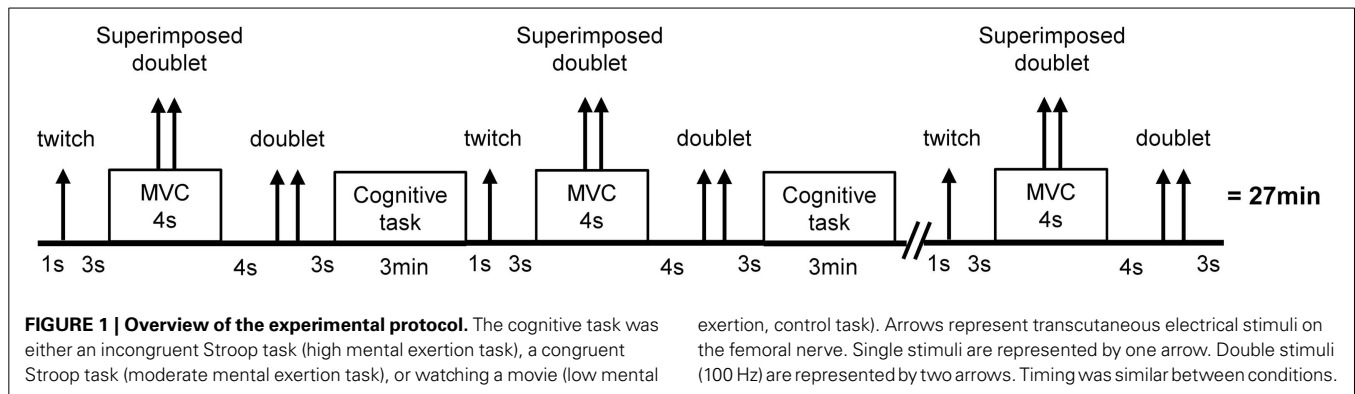 Superimposed
doublet
Superimposed
doublet
Superimposed
doublet
twitch
doublet
twitch
doublet
twitch
doublet
MVC
4s
Cognitive
task
MVC
4s
Cognitive
task
MVC
4s
= 27min
1s 3s 4s 3s 3min 1s 3s 4s 3s 3min 1s 3s 4s 3s
FIGURE 1 | Overview of the experimental protocol. The cognitive task was
either an incongruent Stroop task (high mental exertion task), a congruent
Stroop task (moderate mental exertion task), or watching a movie (low mental
exertion, control task). Arrows represent transcutaneous electrical stimuli on
the femoral nerve. Single stimuli are represented by one arrow. Double stimuli
(100 Hz) are represented by two arrows. Timing was similar between conditions.